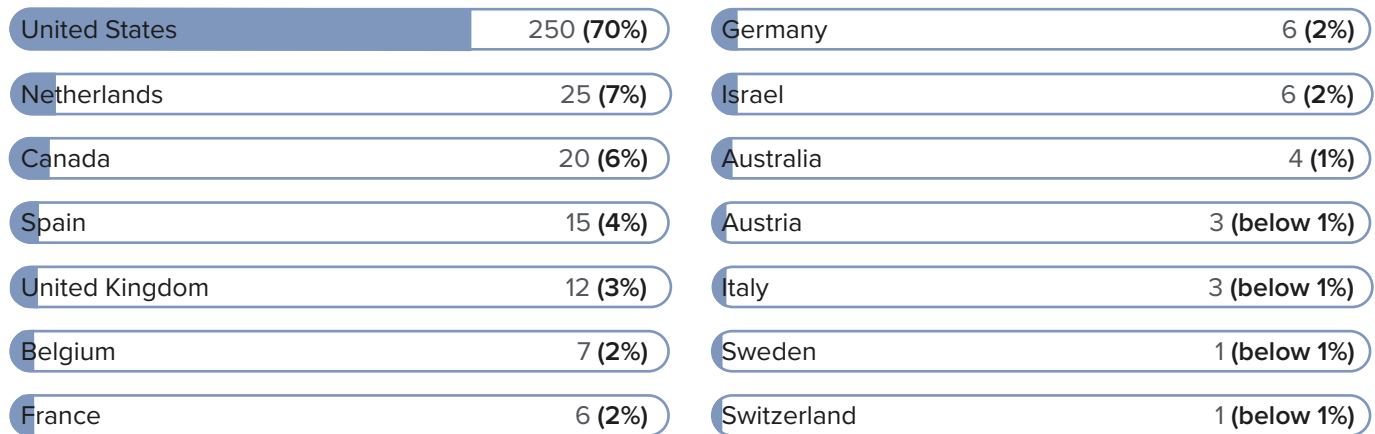 United States 250 (70%)
Netherlands 25 (7%)
Canada 20 (6%)
Spain 15 (4%)
United Kingdom 12 (3%)
Belgium 7 (2%)
France 6 (2%)
Germany 6 (2%)
Israel 6 (2%)
Australia 4 (1%)
Austria 3 (below 1%)
Italy 3 (below 1%)
Sweden 1 (below 1%)
Switzerland 1 (below 1%)